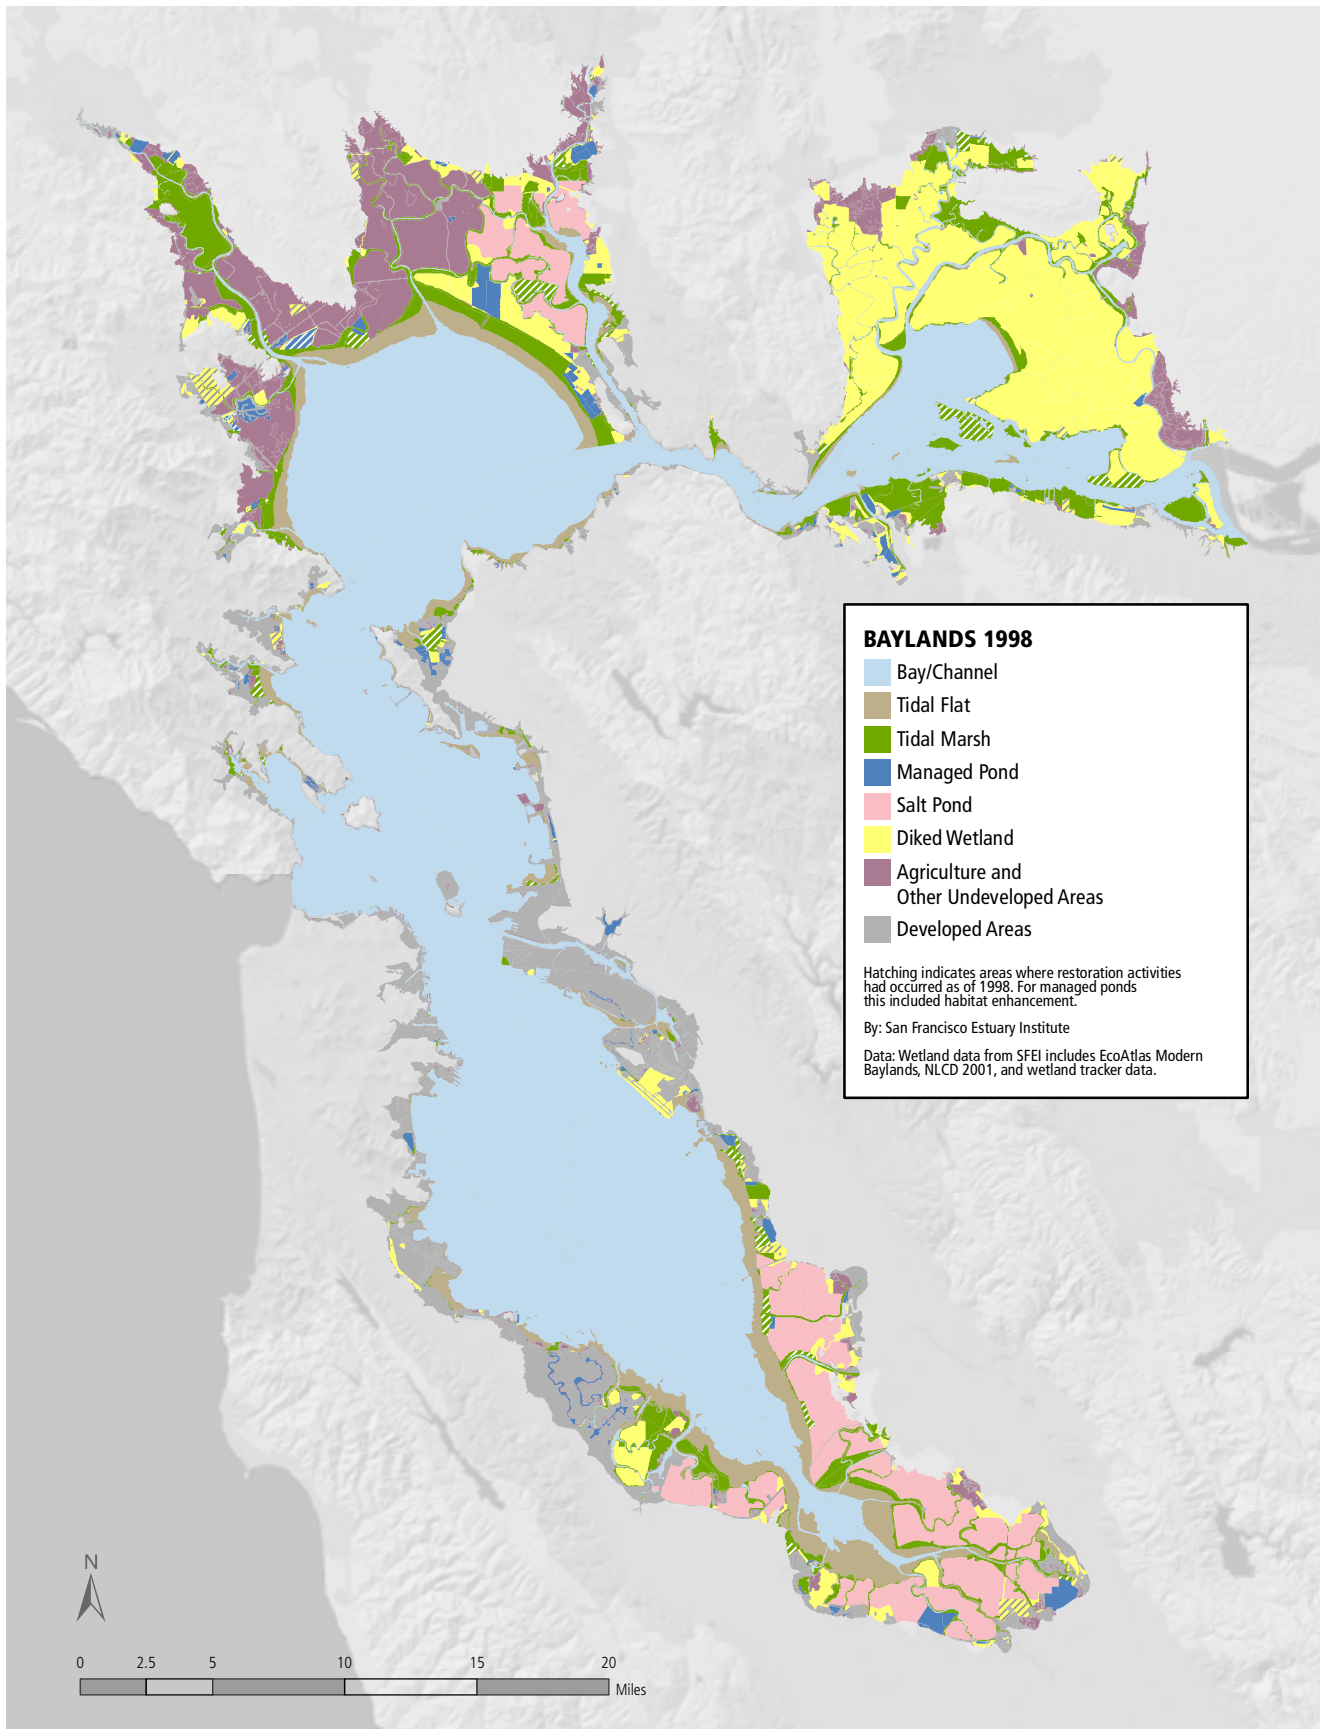 BAYLANDS 1998
Bay/Channel
Tidal Flat
Tidal Marsh
Managed Pond
Salt Pond
Diked Wetland
Agriculture and
Other Undeveloped Areas
Developed Areas
Hatching indicates areas where restoration activities
had occurred as of 1998. For managed ponds
this included habitat enhancement.
By: San Francisco Estuary Institute
Data: Wetland data from SFEI includes EcoAtlas Modern
Baylands, NLCD 2001, and wetland tracker data.
N
0 2.5 5 10 15 20
Miles